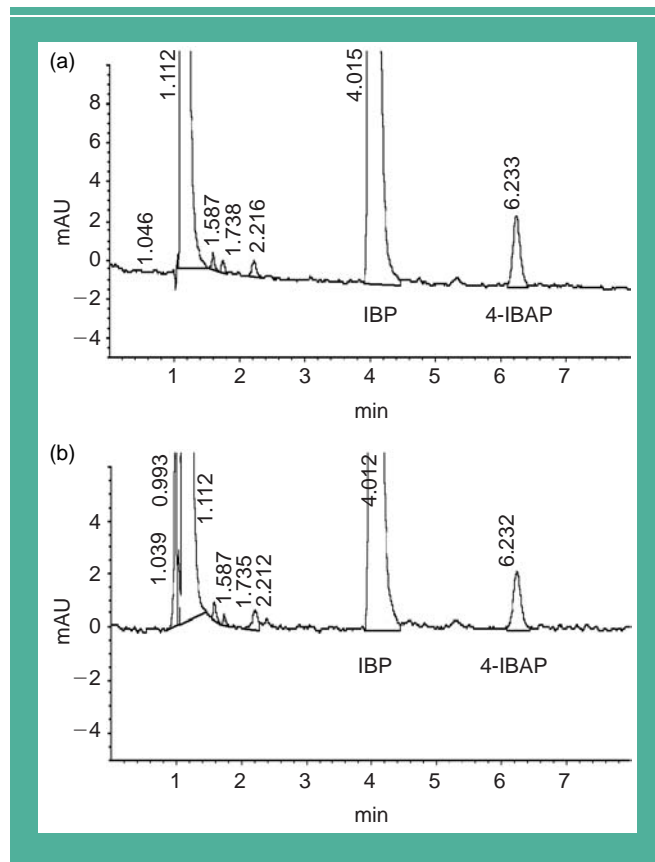 (a)
1.112
4.015
8
6
4
2
0
−2
−4
mAU
1.046
1.587
1.738
2.216
6.233
IBP
4-IBAP
1 2 3 4 5 6 7
min
(b)
0.993
1.039
1.112
4.012
4
2
0
−2
−4
mAU
1.587
1.735
2.212
6.232
IBP
4-IBAP
1 2 3 4 5 6 7
min